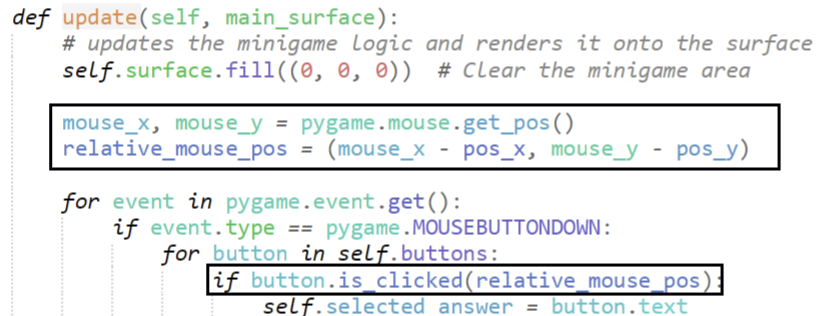 def update(self, main_surface):
# updates the minigame logic and renders it onto the surface
self.surface.fill((0, 0, 0))  # Clear the minigame area
mouse_x, mouse_y = pygame.mouse.get_pos()
relative_mouse_pos = (mouse_x - pos_x, mouse_y - pos_y)
for event in pygame.event.get():
if event.type == pygame.MOUSEBUTTONDOWN:
for button in self.buttons:
if button.is_clicked(relative_mouse_pos):
self.selected_answer = button.text